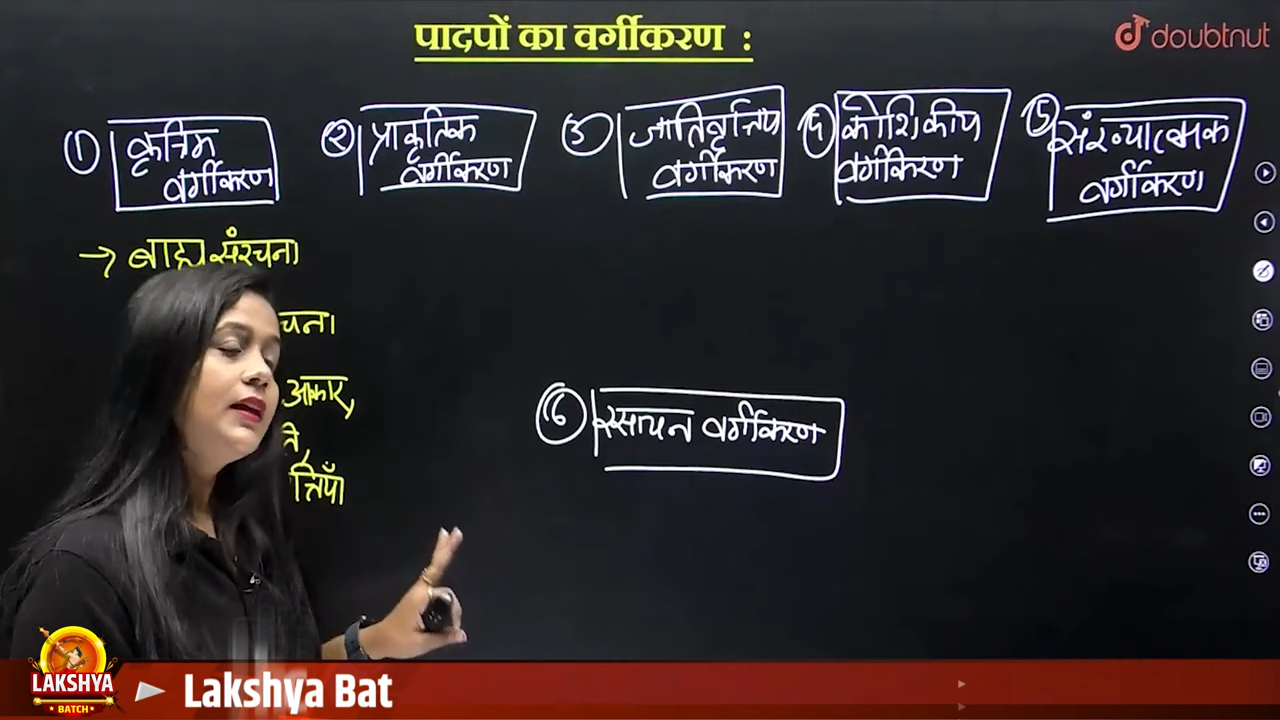 पादपों का वर्गीकरण :
doubtnut
① कृत्रिम वर्गीकरण
② प्राकृतिक वर्गीकरण
③ जातिवृत्तिय वर्गीकरण
④ कोशिकीय वर्गीकरण
⑤ संख्यात्मक वर्गीकरण
→ बाह्य संरचना
चना
आकार,
त्तियाँ
⑥ रसायन वर्गीकरण
LAKSHYA
BATCH
Lakshya Bat